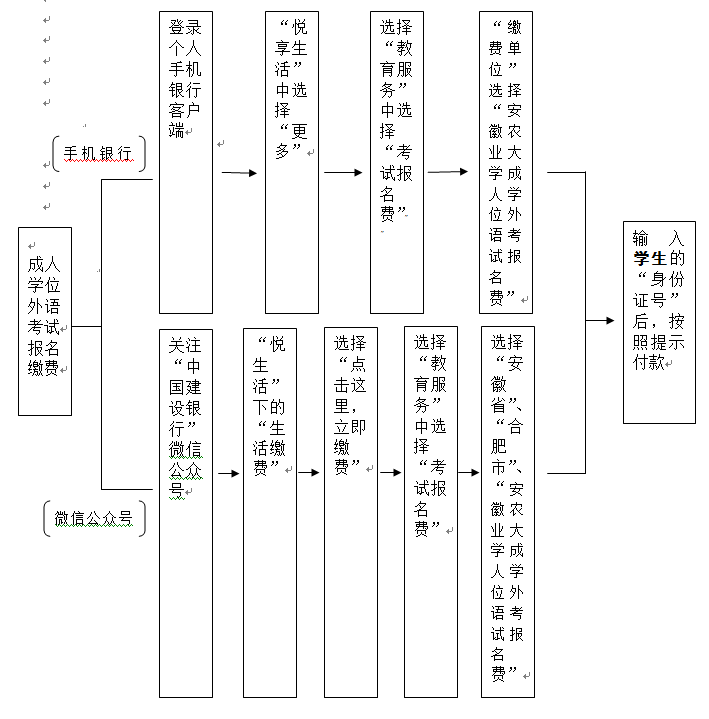 手机银行
微信公众号
成人
学位
外语
考试
报名
缴费
登录
个人
手机
银行
客户
端
“悦
享生
活”
中选
择
“更
多”
选择
“教
育服
务”
中选
择
“考
试报
名
费”
“ 缴
费 单
位 ”
选 择
“ 安
徽 农
业 大
学 成
人 学
位 外
语 考
试 报
名
费”
关注
“中
国建
设银
行”
微信
公众
号
“悦
生
活”
下的
“生
活缴
费”
选择
“点
击这
里，
立即
缴
费”
选择
“教
育服
务”
中选
择
“考
试报
名
费”
选择
“安
徽
省”、
“合
肥
市”、
“ 安
徽 农
业 大
学 成
人 学
位 外
语 考
试 报
名
费”
输 入
学生的
“身份
证号”
后，按
照提示
付款